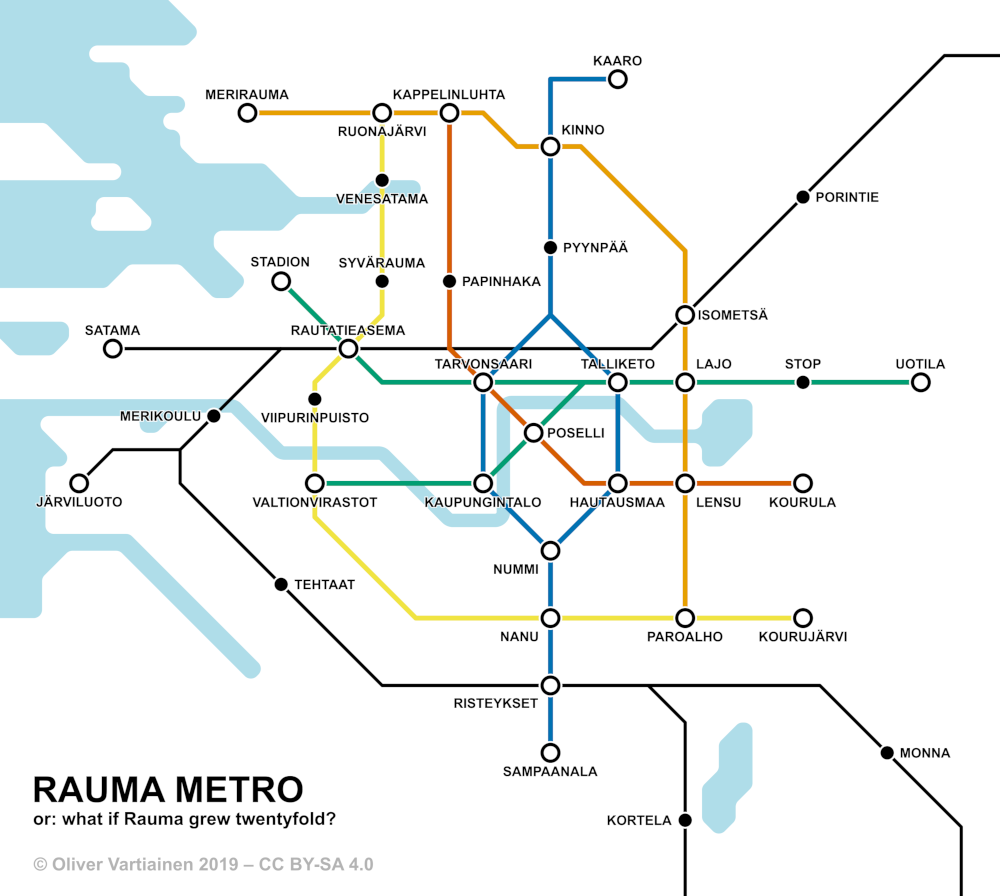 KAARO
MERIRAUMA
KAPPELINLUHTA
RUONAJÄRVI
KINNO
VENESATAMA
PORINTIE
PYYNPÄÄ
STADION
SYVÄRAUMA
PAPINHAKA
ISOMETSÄ
SATAMA
RAUTATIEASEMA
TARVONSAARI
TALLIKETO
LAJO
STOP
UOTILA
MERIKOULU
VIIPURINPUISTO
POSELLI
JÄRVILUOTO
VALTIONVIRASTOT
KAUPUNGINTALO
HAUTAUSMAA
LENSU
KOURULA
NUMMI
TEHTAAT
NANU
PAROALHO
KOURUJÄRVI
RISTEYKSET
MONNA
SAMPAANALA
KORTELA
RAUMA METRO
or: what if Rauma grew twentyfold?
© Oliver Vartiainen 2019 – CC BY-SA 4.0